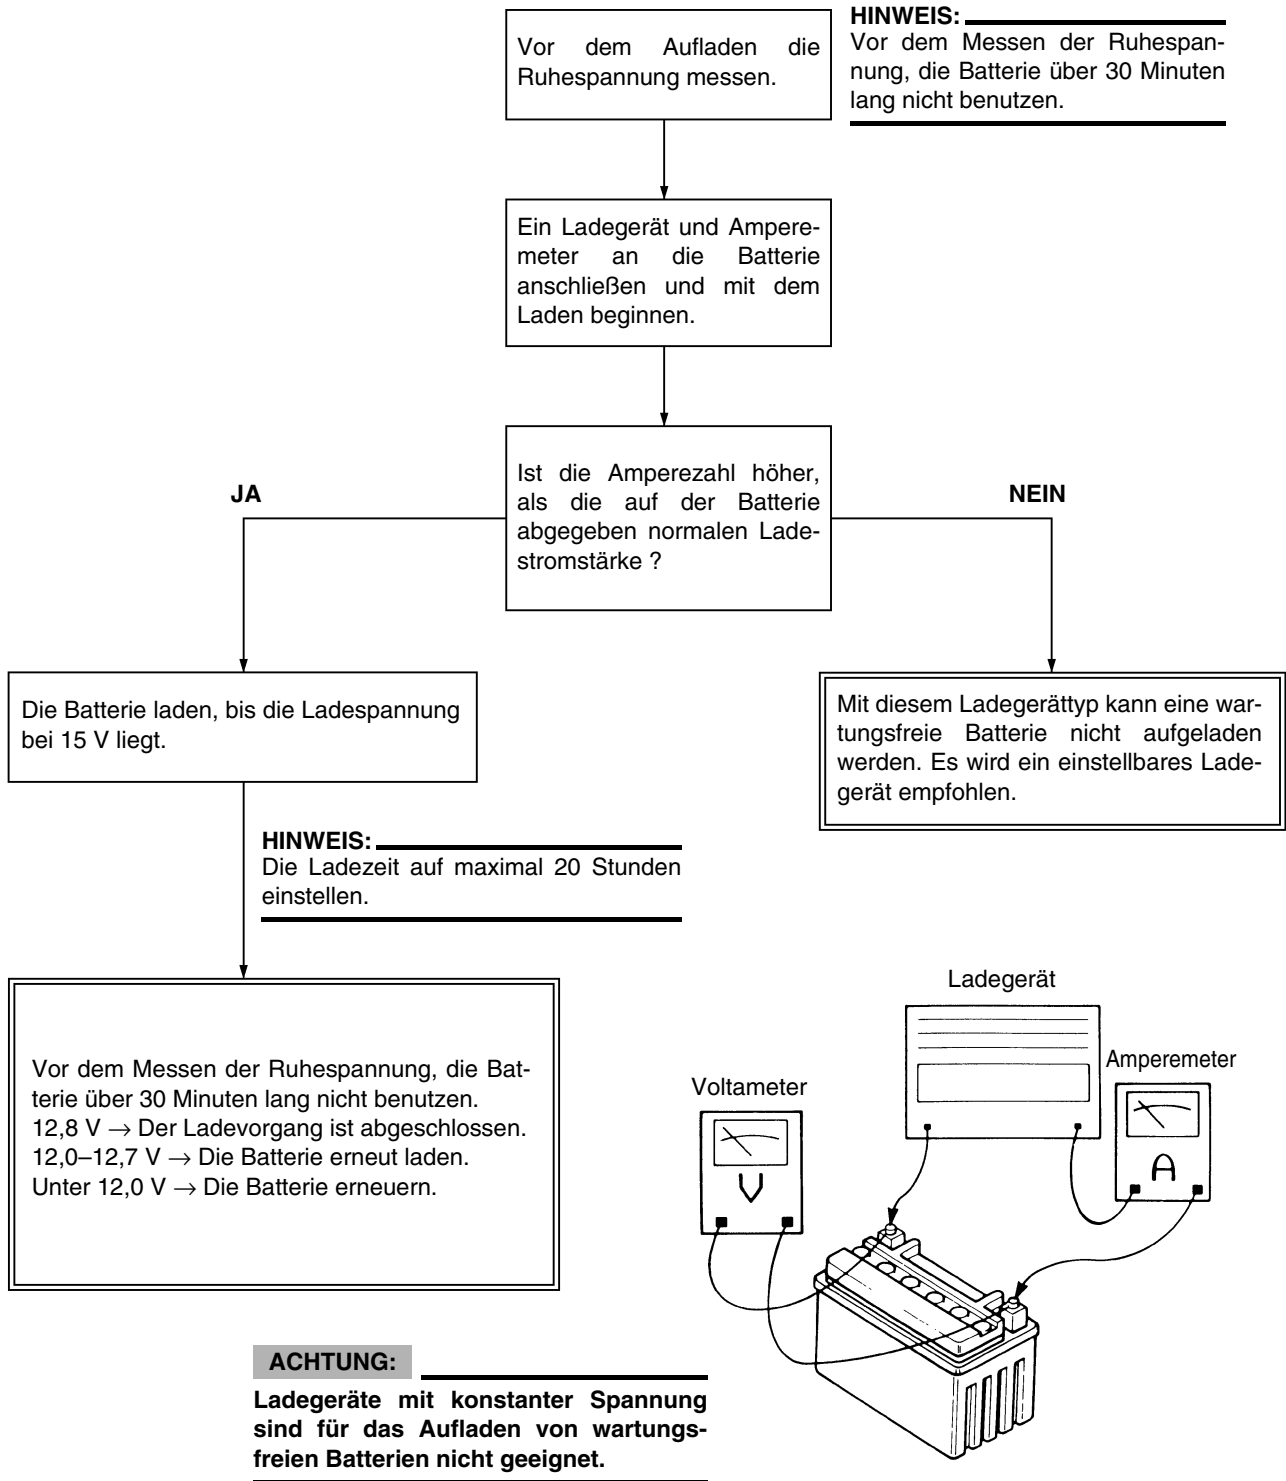 Vor dem Aufladen die
Ruhespannung messen.
HINWEIS:
Vor dem Messen der Ruhespan-
nung, die Batterie über 30 Minuten
lang nicht benutzen.
Ein Ladegerät und Ampere-
meter an die Batterie
anschließen und mit dem
Laden beginnen.
Ist die Amperezahl höher,
als die auf der Batterie
abgegeben normalen Lade-
stromstärke ?
JA
NEIN
Die Batterie laden, bis die Ladespannung
bei 15 V liegt.
Mit diesem Ladegerättyp kann eine war-
tungsfreie Batterie nicht aufgeladen
werden. Es wird ein einstellbares Lade-
gerät empfohlen.
HINWEIS:
Die Ladezeit auf maximal 20 Stunden
einstellen.
Vor dem Messen der Ruhespannung, die Bat-
terie über 30 Minuten lang nicht benutzen.
12,8 V → Der Ladevorgang ist abgeschlossen.
12,0–12,7 V → Die Batterie erneut laden.
Unter 12,0 V → Die Batterie erneuern.
Ladegerät
Amperemeter
Voltameter
V
A
ACHTUNG:
Ladegeräte mit konstanter Spannung
sind für das Aufladen von wartungs-
freien Batterien nicht geeignet.